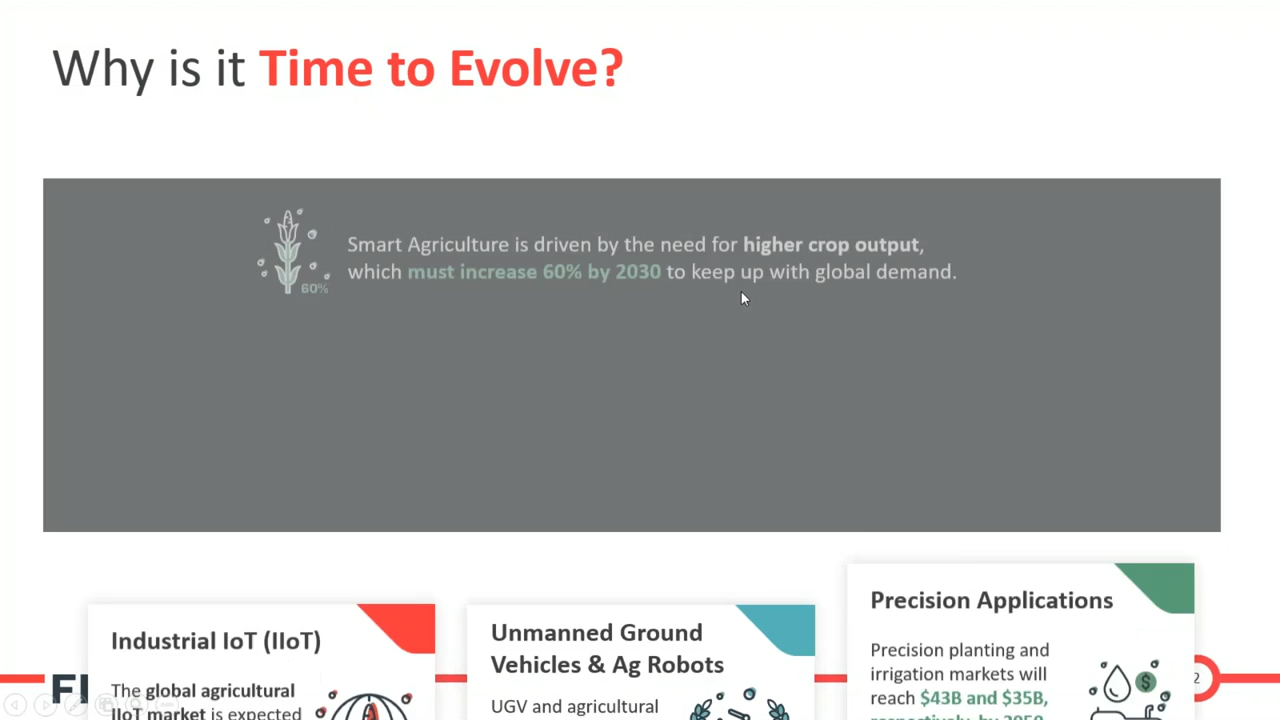 Why is it Time to Evolve?
Smart Agriculture is driven by the need for higher crop output,
which must increase 60% by 2030 to keep up with global demand.
60%
Industrial IoT (IIoT)
The global agricultural
IIoT market is expected
Unmanned Ground
Vehicles & Ag Robots
UGV and agricultural
Precision Applications
Precision planting and
irrigation markets will
reach $43B and $35B,
respectively, by 2050
$
2